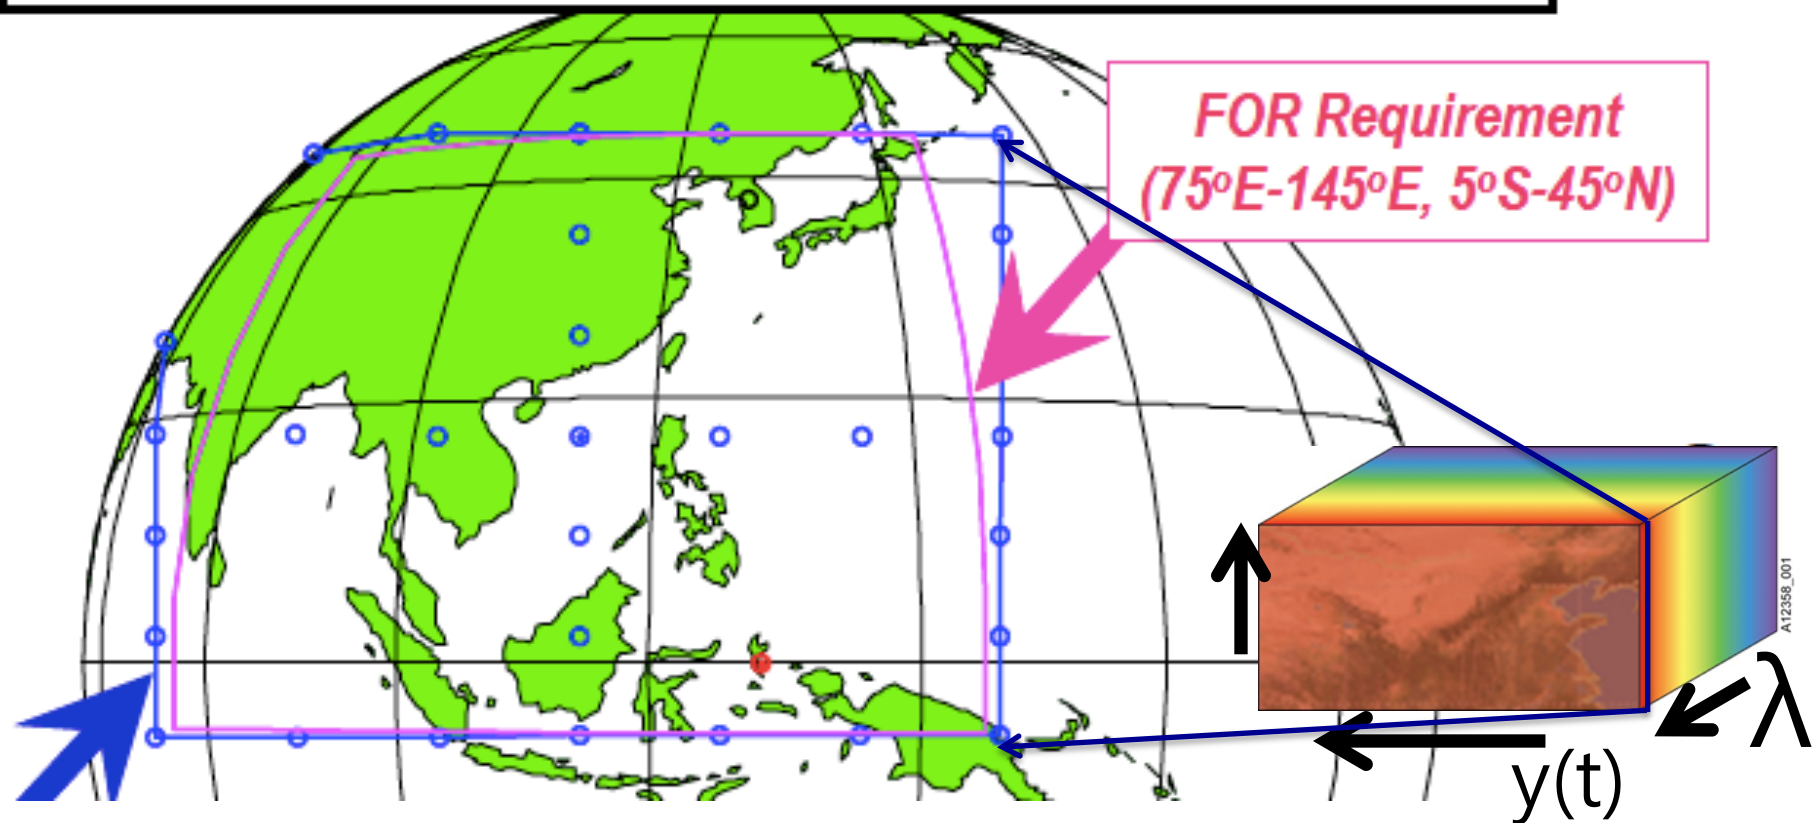 FOR Requirement
(75ºE-145ºE, 5ºS-45ºN)
A12358_001
λ
y(t)